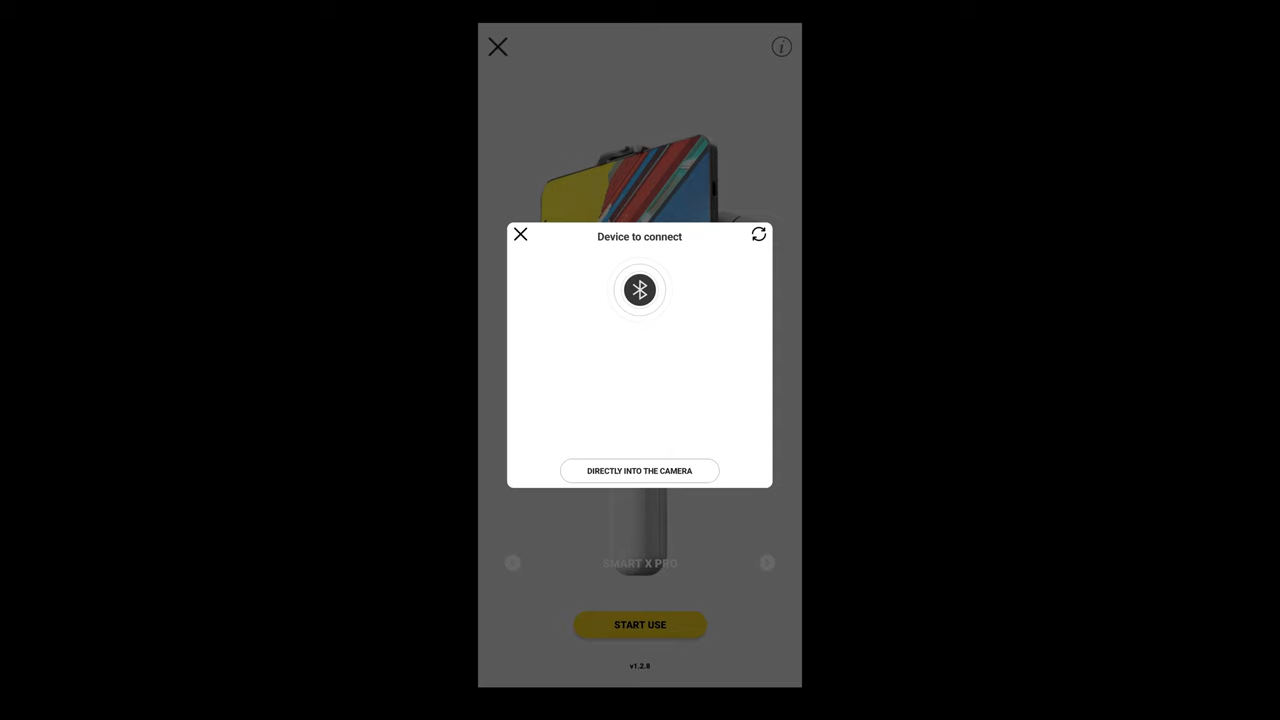 Device to connect
DIRECTLY INTO THE CAMERA
SMART X PRO
START USE
v1.2.8